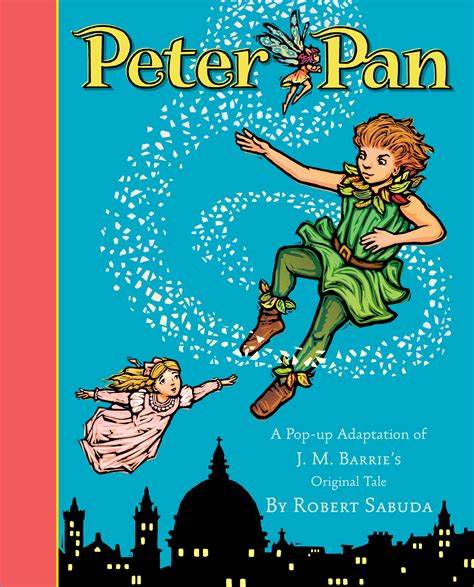 Peter Pan
A Pop-up Adaptation of
J. M. Barrie's
Original Tale
By Robert Sabuda